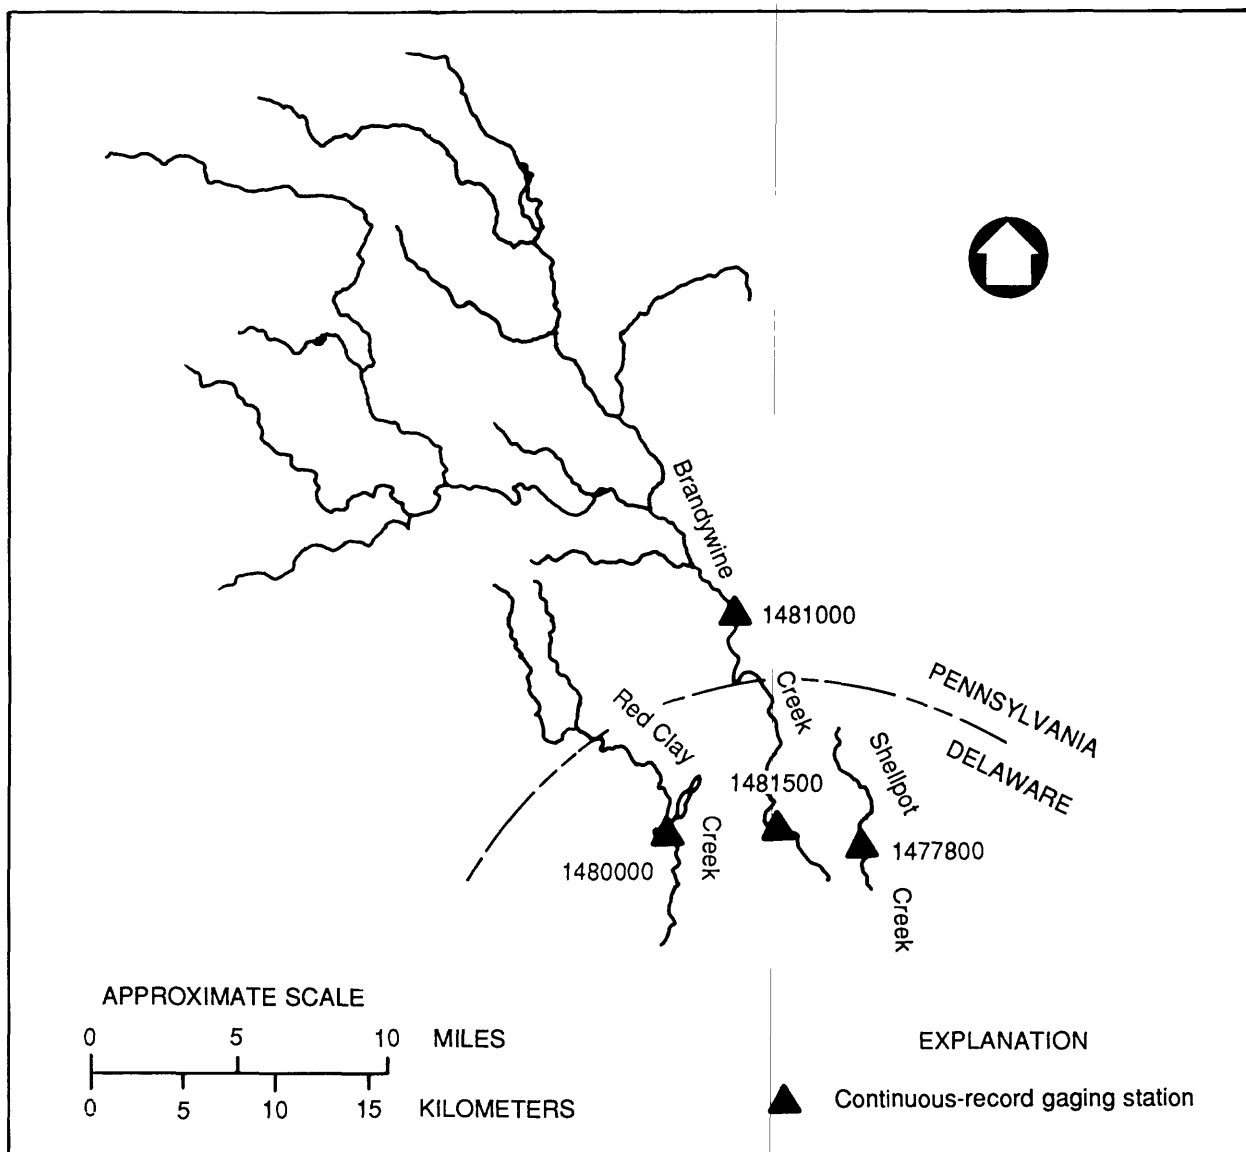 Brandywine
1481000
PENNSYLVANIA
DELAWARE
Creek
Red Clay
Shellpot
1481500
Creek
1477800
1480000
Creek
APPROXIMATE SCALE
0 5 10 MILES
0 5 10 15 KILOMETERS
EXPLANATION
Continuous-record gaging station